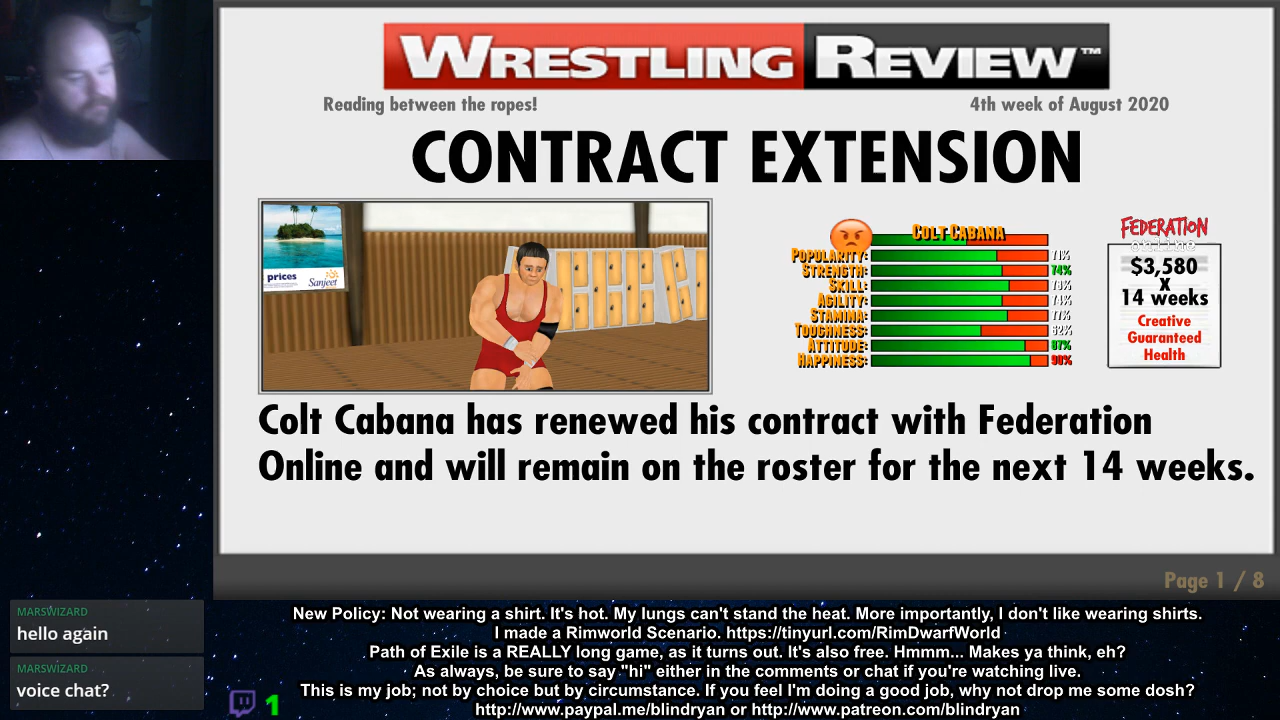 WRESTLING REVIEW™
Reading between the ropes!
4th week of August 2020
CONTRACT EXTENSION
prices
Sanjeet
COLT CABANA
POPULARITY: 71%
STRENGTH: 74%
SKILL: 78%
AGILITY: 74%
STAMINA: 77%
TOUGHNESS: 62%
ATTITUDE: 87%
HAPPINESS: 90%
FEDERATION
online
$3,580
X
14 weeks
Creative
Guaranteed
Health
Colt Cabana has renewed his contract with Federation
Online and will remain on the roster for the next 14 weeks.
Page 1 / 8
MARSWIZARD
hello again
MARSWIZARD
voice chat?
1
New Policy: Not wearing a shirt. It's hot. My lungs can't stand the heat. More importantly, I don't like wearing shirts.
I made a Rimworld Scenario. https://tinyurl.com/RimDwarfWorld
Path of Exile is a REALLY long game, as it turns out. It's also free. Hmmm... Makes ya think, eh?
As always, be sure to say "hi" either in the comments or chat if you're watching live.
This is my job; not by choice but by circumstance. If you feel I'm doing a good job, why not drop me some dosh?
http://www.paypal.me/blindryan or http://www.patreon.com/blindryan